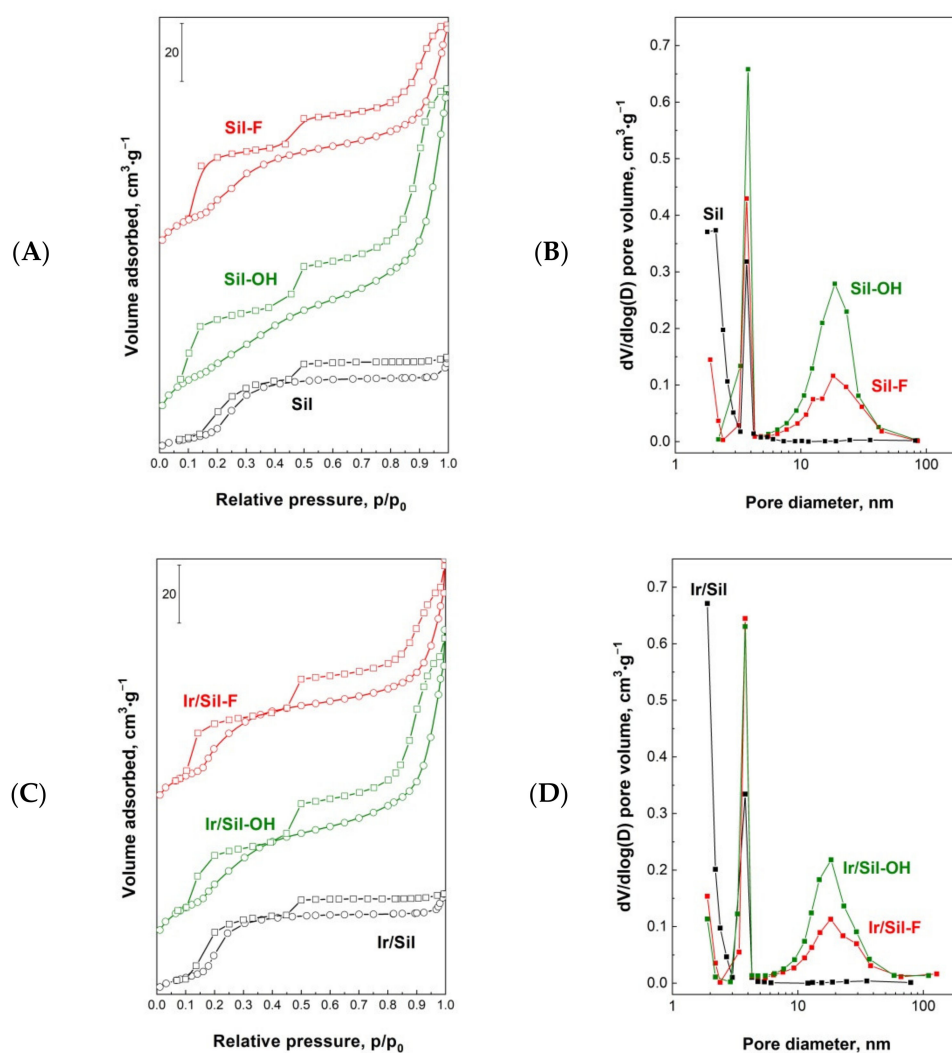 (A)
Volume adsorbed, cm³·g⁻¹
20
Sil-F
Sil-OH
Sil
0.0 0.1 0.2 0.3 0.4 0.5 0.6 0.7 0.8 0.9 1.0
Relative pressure, p/p₀
(B)
dV/dlog(D) pore volume, cm³·g⁻¹
0.7
0.6
0.5
0.4
0.3
0.2
0.1
0.0
Sil
Sil-OH
Sil-F
1 10 100
Pore diameter, nm
(C)
Volume adsorbed, cm³·g⁻¹
20
Ir/Sil-F
Ir/Sil-OH
Ir/Sil
0.0 0.1 0.2 0.3 0.4 0.5 0.6 0.7 0.8 0.9 1.0
Relative pressure, p/p₀
(D)
dV/dlog(D) pore volume, cm³·g⁻¹
0.7
0.6
0.5
0.4
0.3
0.2
0.1
0.0
Ir/Sil
Ir/Sil-OH
Ir/Sil-F
1 10 100
Pore diameter, nm